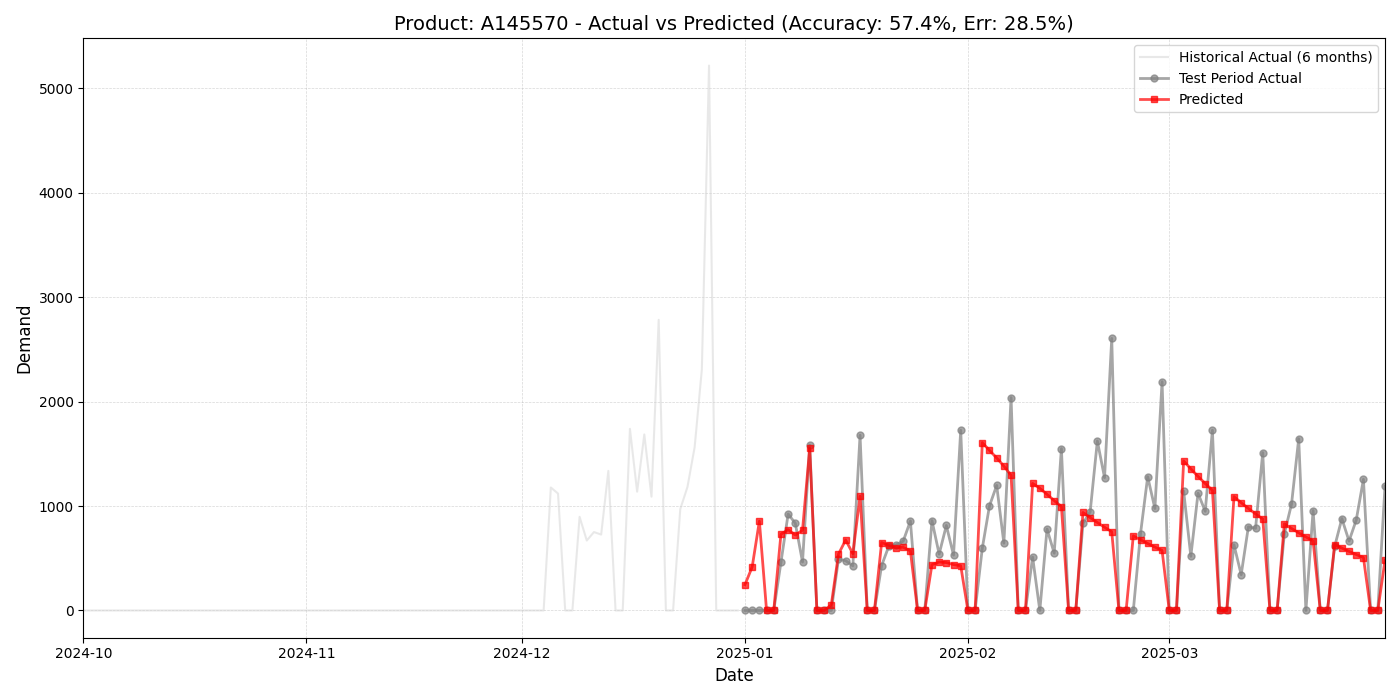 Product: A145570 - Actual vs Predicted (Accuracy: 57.4%, Err: 28.5%)
Historical Actual (6 months)
Test Period Actual
Predicted
Demand
5000
4000
3000
2000
1000
0
2024-10 2024-11 2024-12 2025-01 2025-02 2025-03
Date